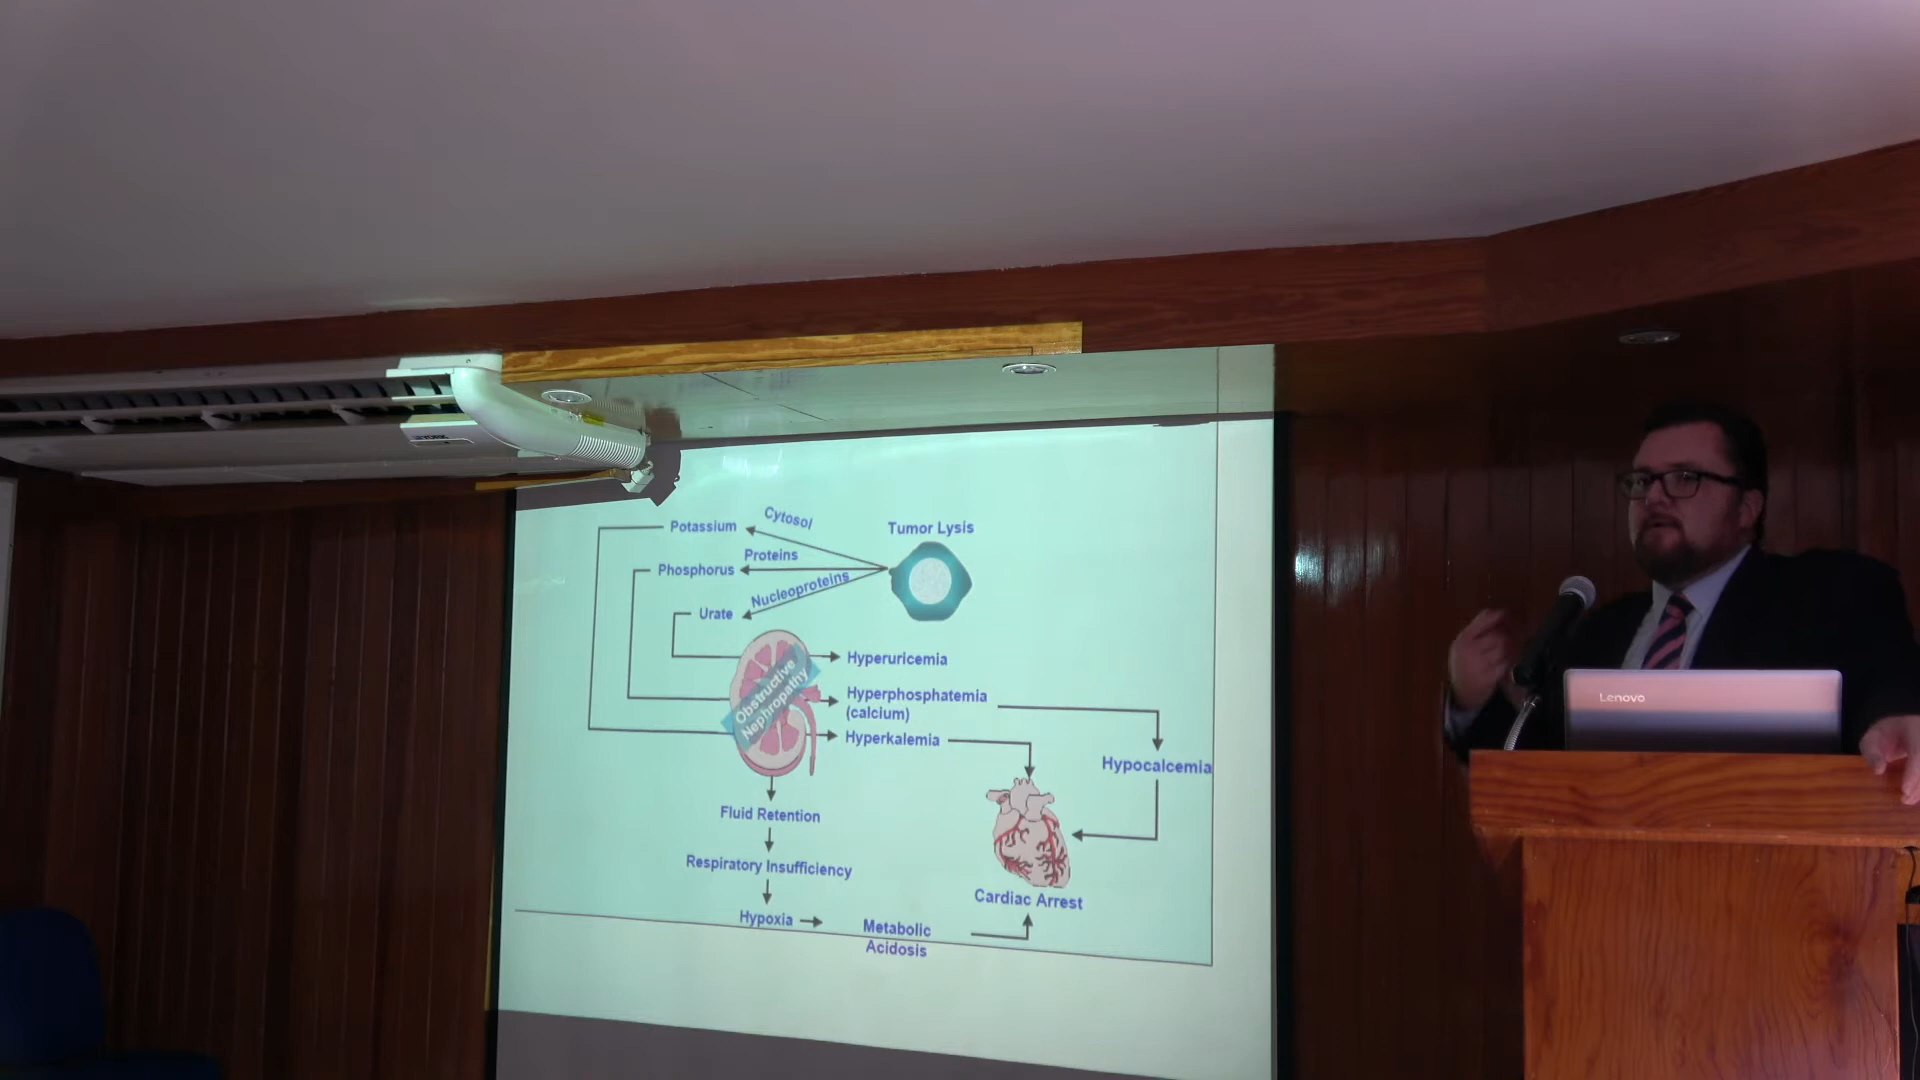 Cytosol
Tumor Lysis
Potassium
Proteins
Phosphorus
Nucleoproteins
Urate
Obstructive
Nephropathy
Hyperuricemia
Hyperphosphatemia
(calcium)
Hyperkalemia
Hypocalcemia
Fluid Retention
Respiratory Insufficiency
Hypoxia
Metabolic
Acidosis
Cardiac Arrest
Lenovo
YORK